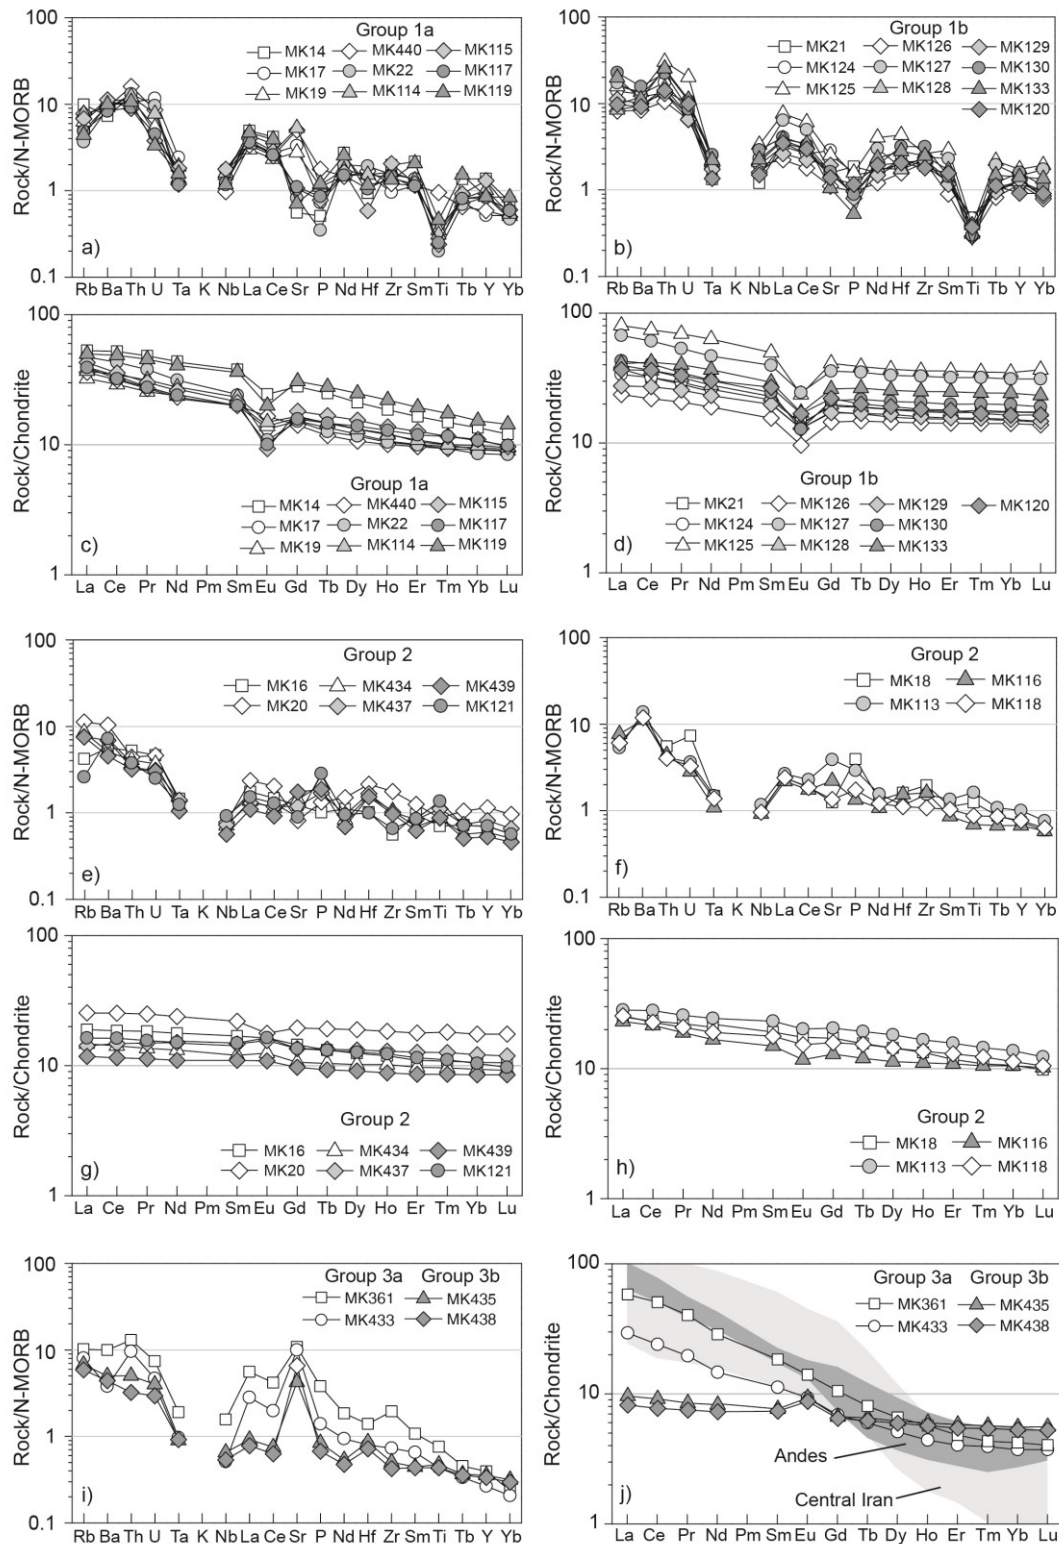 Group 1a
MK14 MK440 MK115
MK17 MK22 MK117
MK19 MK114 MK119
Rock/N-MORB
100
10
1
0.1
a)
Rb Ba Th U Ta K Nb La Ce Sr P Nd Hf Zr Sm Ti Tb Y Yb
Group 1b
MK21 MK126 MK129
MK124 MK127 MK130
MK125 MK128 MK133
MK120
Rock/N-MORB
100
10
1
0.1
b)
Rb Ba Th U Ta K Nb La Ce Sr P Nd Hf Zr Sm Ti Tb Y Yb
Rock/Chondrite
100
10
1
Group 1a
MK14 MK440 MK115
MK17 MK22 MK117
MK19 MK114 MK119
c)
La Ce Pr Nd Pm Sm Eu Gd Tb Dy Ho Er Tm Yb Lu
Rock/Chondrite
100
10
1
Group 1b
MK21 MK126 MK129 MK120
MK124 MK127 MK130
MK125 MK128 MK133
d)
La Ce Pr Nd Pm Sm Eu Gd Tb Dy Ho Er Tm Yb Lu
Group 2
MK16 MK434 MK439
MK20 MK437 MK121
Rock/N-MORB
100
10
1
0.1
e)
Rb Ba Th U Ta K Nb La Ce Sr P Nd Hf Zr Sm Ti Tb Y Yb
Group 2
MK18 MK116
MK113 MK118
Rock/N-MORB
100
10
1
0.1
f)
Rb Ba Th U Ta K Nb La Ce Sr P Nd Hf Zr Sm Ti Tb Y Yb
Rock/Chondrite
100
10
1
Group 2
MK16 MK434 MK439
MK20 MK437 MK121
g)
La Ce Pr Nd Pm Sm Eu Gd Tb Dy Ho Er Tm Yb Lu
Rock/Chondrite
100
10
1
Group 2
MK18 MK116
MK113 MK118
h)
La Ce Pr Nd Pm Sm Eu Gd Tb Dy Ho Er Tm Yb Lu
Group 3a Group 3b
MK361 MK435
MK433 MK438
Rock/N-MORB
100
10
1
0.1
i)
Rb Ba Th U Ta K Nb La Ce Sr P Nd Hf Zr Sm Ti Tb Y Yb
Group 3a Group 3b
MK361 MK435
MK433 MK438
Rock/Chondrite
100
10
1
Andes
Central Iran
j)
La Ce Pr Nd Pm Sm Eu Gd Tb Dy Ho Er Tm Yb Lu